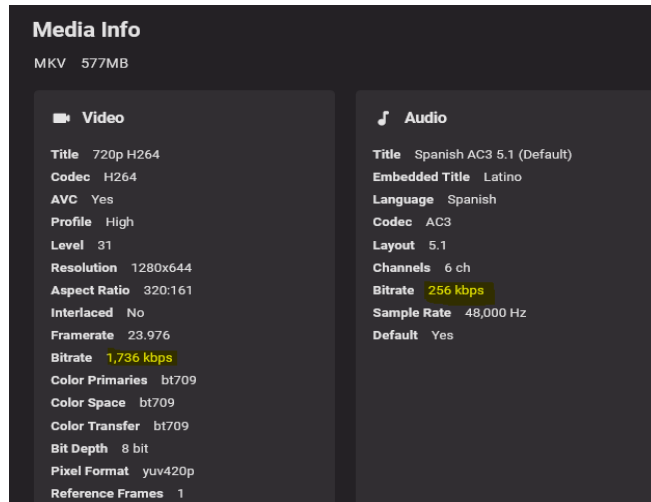 Media Info
MKV 577MB
Video
Title 720p H264
Codec H264
AVC Yes
Profile High
Level 31
Resolution 1280x644
Aspect Ratio 320:161
Interlaced No
Framerate 23.976
Bitrate 1,736 kbps
Color Primaries bt709
Color Space bt709
Color Transfer bt709
Bit Depth 8 bit
Pixel Format yuv420p
Reference Frames 1
Audio
Title Spanish AC3 5.1 (Default)
Embedded Title Latino
Language Spanish
Codec AC3
Layout 5.1
Channels 6 ch
Bitrate 256 kbps
Sample Rate 48,000 Hz
Default Yes